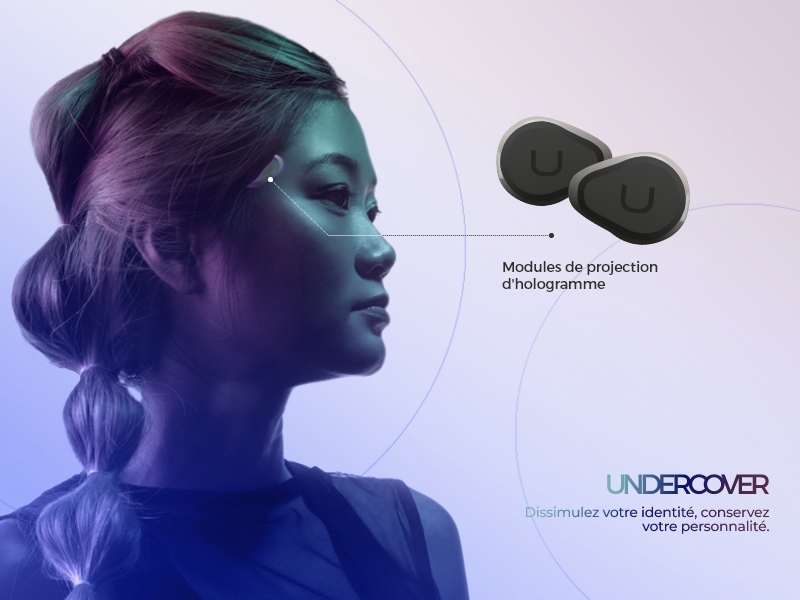 U
U
Modules de projection
d'hologramme
UNDERCOVER
Dissimulez votre identité, conservez
votre personnalité.